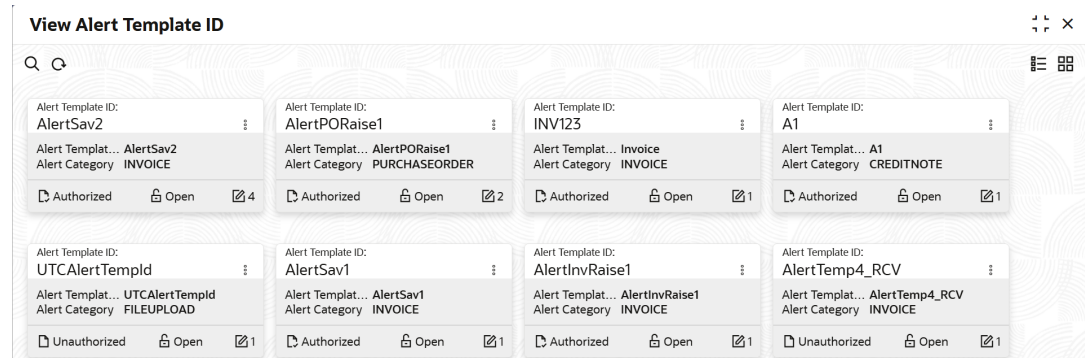 View Alert Template ID
Alert Template ID:
AlertSav2
Alert Templat... AlertSav2
Alert Category INVOICE
Authorized Open 4
Alert Template ID:
AlertPORaise1
Alert Templat... AlertPORaise1
Alert Category PURCHASEORDER
Authorized Open 2
Alert Template ID:
INV123
Alert Templat... Invoice
Alert Category INVOICE
Authorized Open 1
Alert Template ID:
A1
Alert Templat... A1
Alert Category CREDITNOTE
Authorized Open 1
Alert Template ID:
UTCAlertTempId
Alert Templat... UTCAlertTempId
Alert Category FILEUPLOAD
Unauthorized Open 1
Alert Template ID:
AlertSav1
Alert Templat... AlertSav1
Alert Category INVOICE
Authorized Open 1
Alert Template ID:
AlertInvRaise1
Alert Templat... AlertInvRaise1
Alert Category INVOICE
Authorized Open 1
Alert Template ID:
AlertTemp4_RCV
Alert Templat... AlertTemp4_RCV
Alert Category INVOICE
Unauthorized Open 1